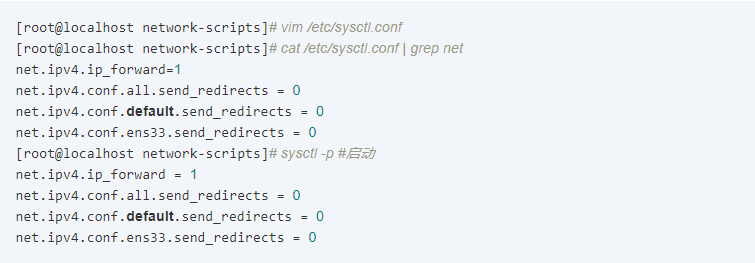 [root@localhost network-scripts]# vim /etc/sysctl.conf
[root@localhost network-scripts]# cat /etc/sysctl.conf | grep net
net.ipv4.ip_forward=1
net.ipv4.conf.all.send_redirects = 0
net.ipv4.conf.default.send_redirects = 0
net.ipv4.conf.ens33.send_redirects = 0
[root@localhost network-scripts]# sysctl -p #启动
net.ipv4.ip_forward = 1
net.ipv4.conf.all.send_redirects = 0
net.ipv4.conf.default.send_redirects = 0
net.ipv4.conf.ens33.send_redirects = 0